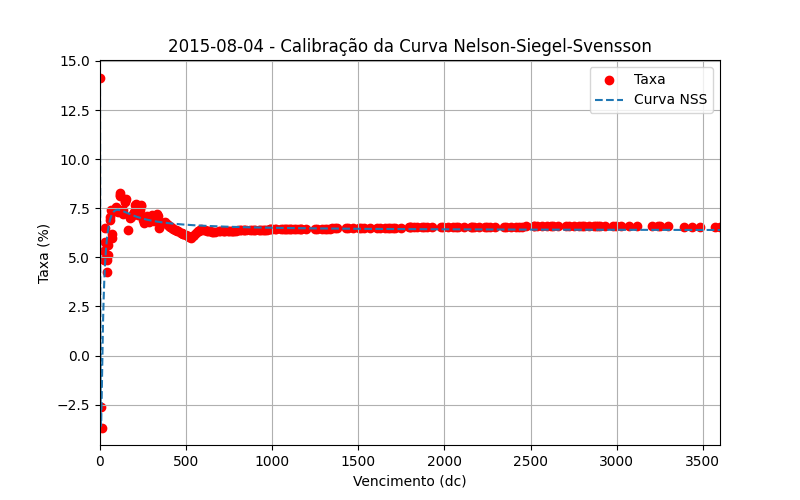 2015-08-04 - Calibração da Curva Nelson-Siegel-Svensson
15.0
12.5
10.0
7.5
5.0
2.5
0.0
−2.5
Taxa (%)
Taxa
Curva NSS
0 500 1000 1500 2000 2500 3000 3500
Vencimento (dc)